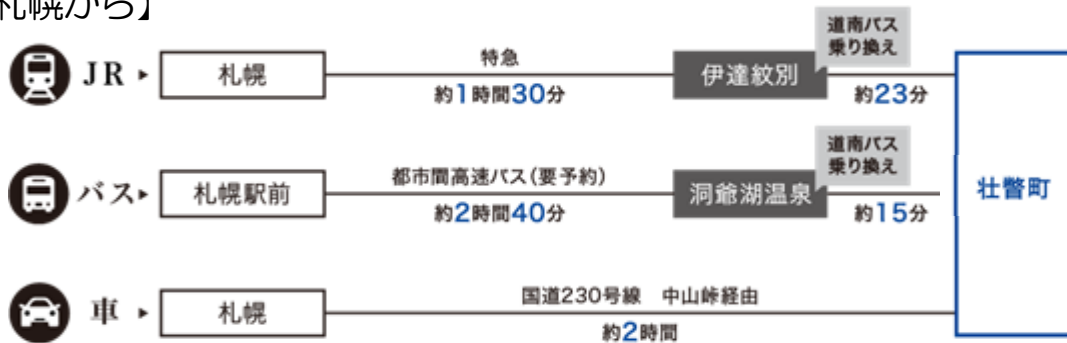 札幌から】
道南バス
乗り換え
JR
札幌
特急
約1時間30分
伊達紋別
約23分
道南バス
乗り換え
バス
札幌駅前
都市間高速バス(要予約)
約2時間40分
洞爺湖温泉
約15分
壮瞥町
車
札幌
国道230号線 中山峠経由
約2時間